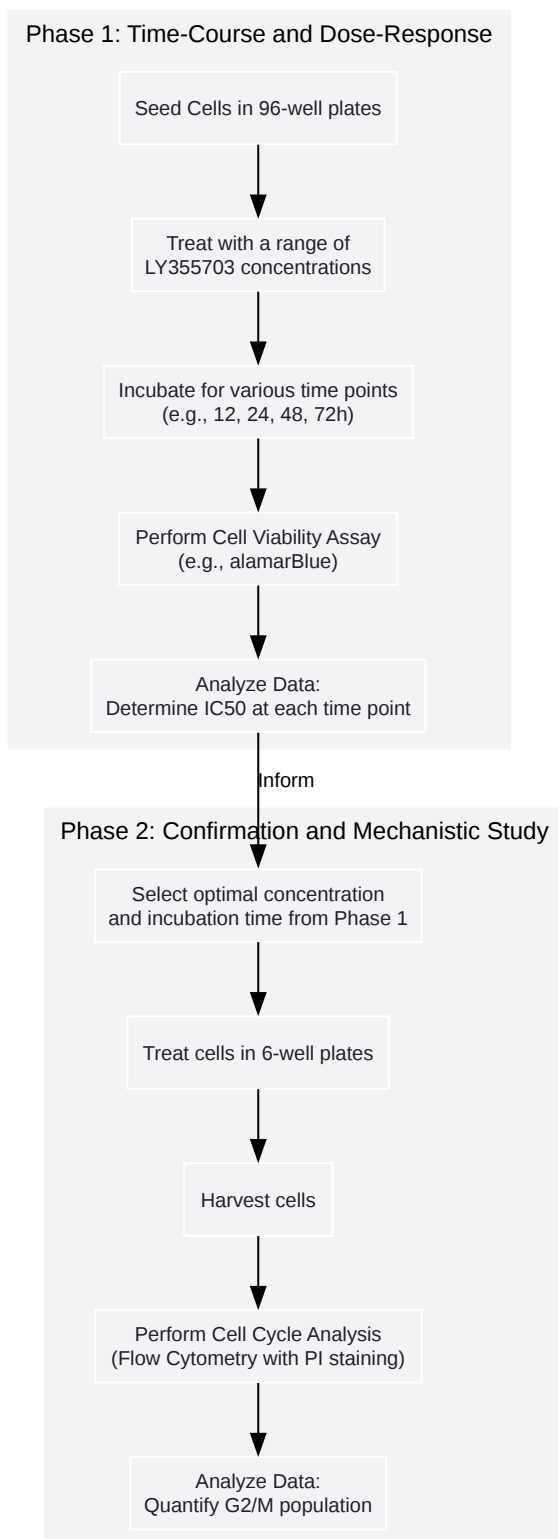 Phase 1: Time-Course and Dose-Response
Seed Cells in 96-well plates
Treat with a range of
LY355703 concentrations
Incubate for various time points
(e.g., 12, 24, 48, 72h)
Perform Cell Viability Assay
(e.g., alamarBlue)
Analyze Data:
Determine IC50 at each time point
Inform
Phase 2: Confirmation and Mechanistic Study
Select optimal concentration
and incubation time from Phase 1
Treat cells in 6-well plates
Harvest cells
Perform Cell Cycle Analysis
(Flow Cytometry with PI staining)
Analyze Data:
Quantify G2/M population